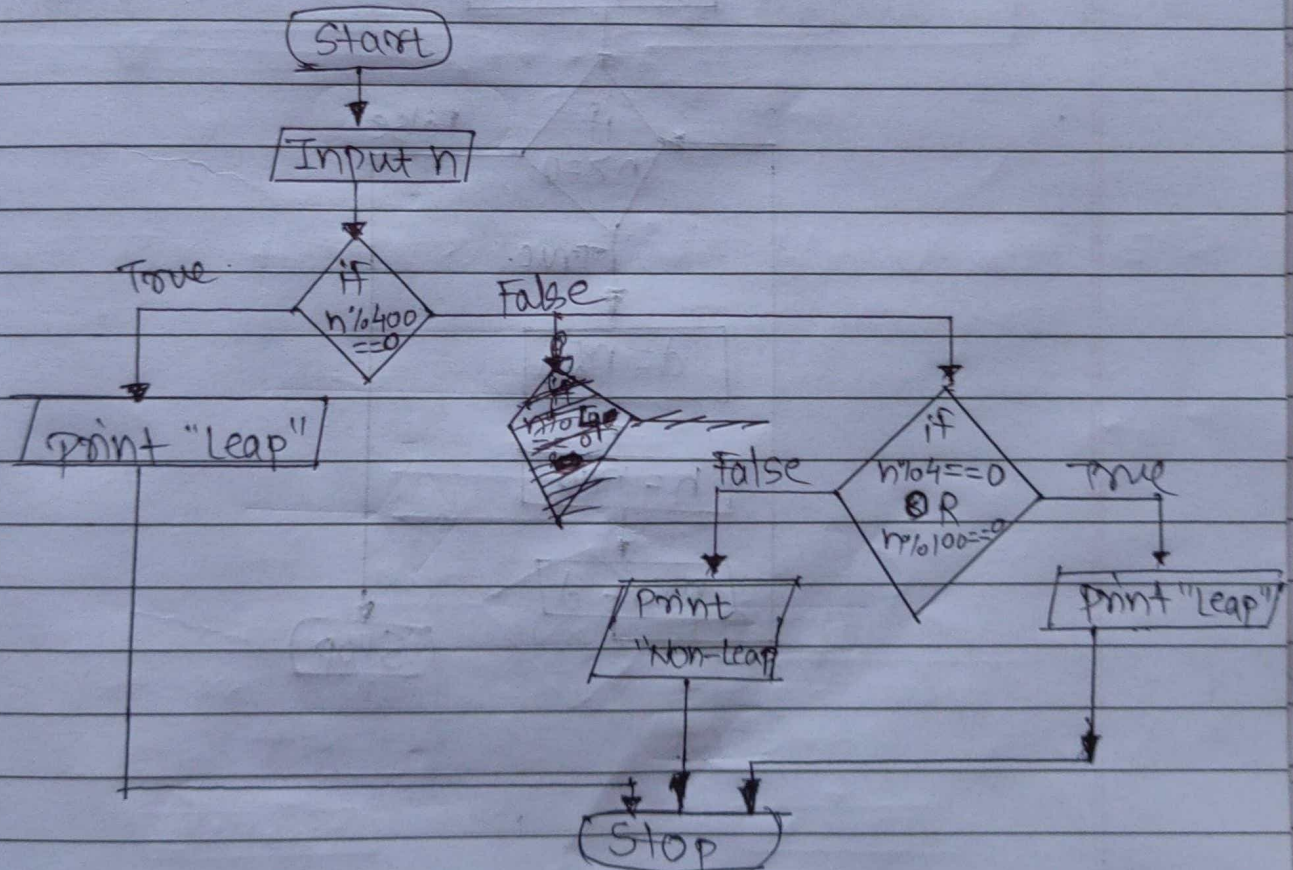 Start
Input n
True
if
n%400
==0
False
print "Leap"
if
n%4==0
OR
n%100==0
False
True
Print
"Non-Leap
print "Leap"
Stop